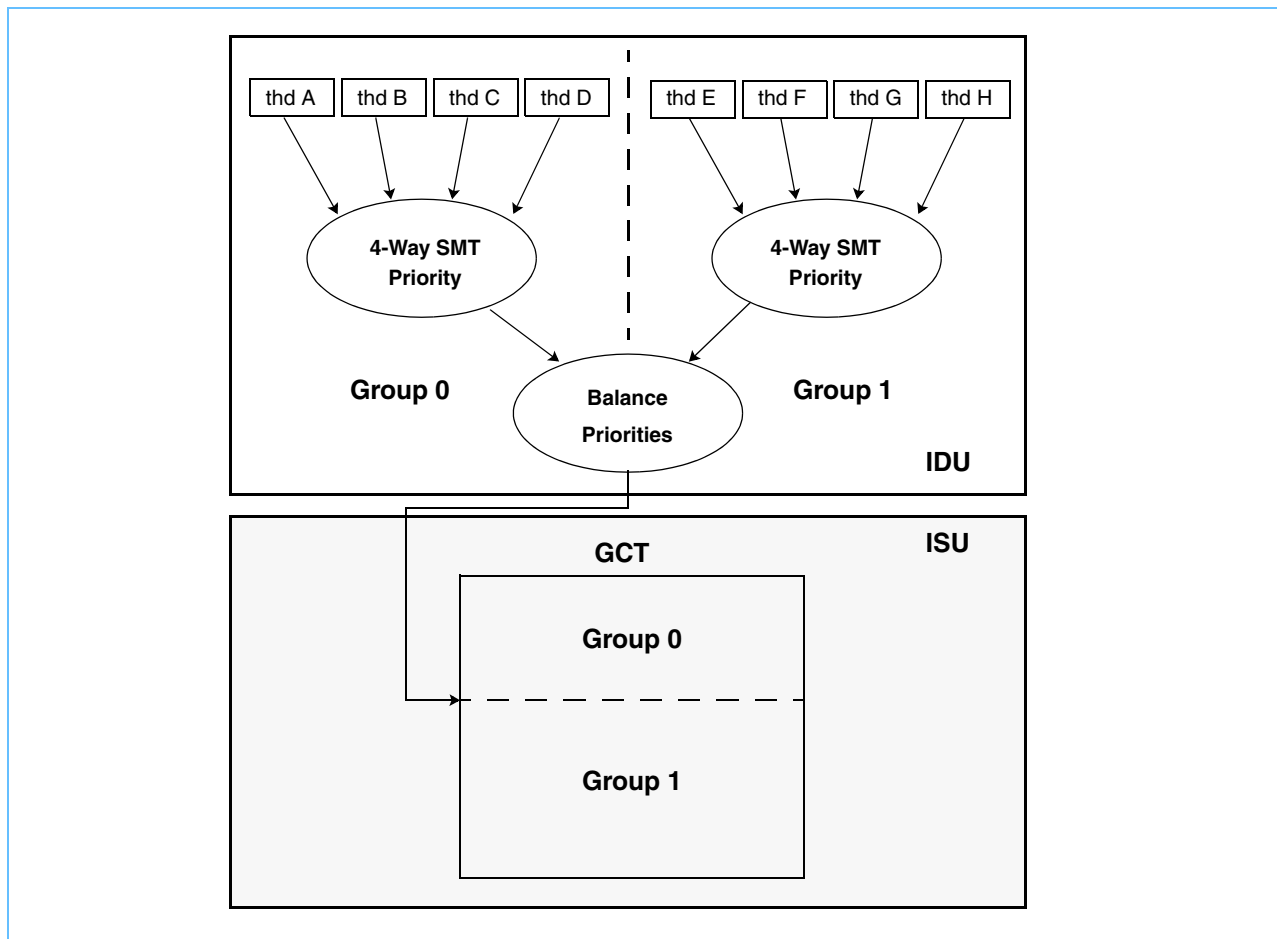 thd A
thd B
thd C
thd D
thd E
thd F
thd G
thd H
4-Way SMT
Priority
4-Way SMT
Priority
Group 0
Balance
Priorities
Group 1
IDU
ISU
GCT
Group 0
Group 1